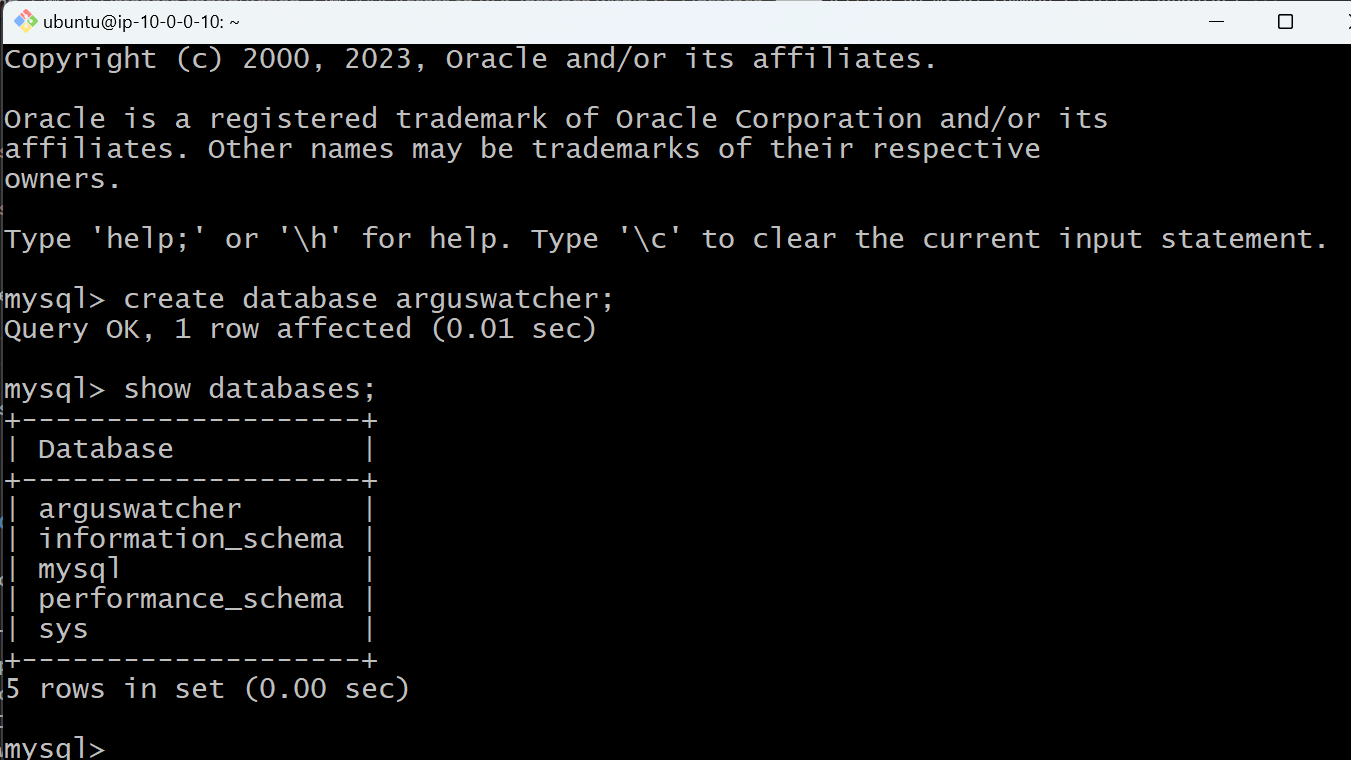 ubuntu@ip-10-0-0-10: ~
Copyright (c) 2000, 2023, Oracle and/or its affiliates.
Oracle is a registered trademark of Oracle Corporation and/or its
affiliates. Other names may be trademarks of their respective
owners.
Type 'help;' or '\h' for help. Type '\c' to clear the current input statement.
mysql> create database arguswatcher;
Query OK, 1 row affected (0.01 sec)
mysql> show databases;
+--------------------+
| Database           |
+--------------------+
| arguswatcher       |
| information_schema |
| mysql              |
| performance_schema |
| sys                |
+--------------------+
5 rows in set (0.00 sec)
mysql>